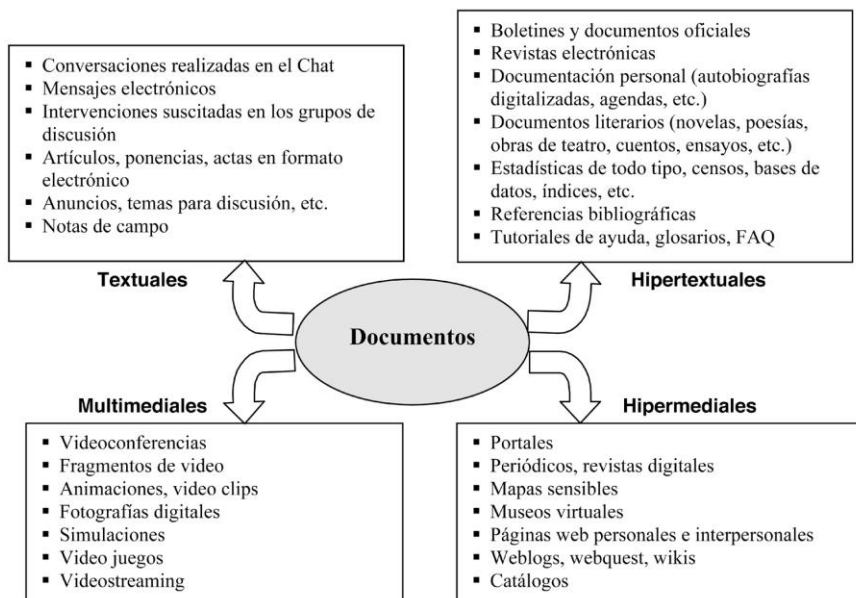 ▪ Conversaciones realizadas en el Chat
▪ Mensajes electrónicos
▪ Intervenciones suscitadas en los grupos de
discusión
▪ Artículos, ponencias, actas en formato
electrónico
▪ Anuncios, temas para discusión, etc.
▪ Notas de campo
Textuales
▪ Boletines y documentos oficiales
▪ Revistas electrónicas
▪ Documentación personal (autobiografías
digitalizadas, agendas, etc.)
▪ Documentos literarios (novelas, poesías,
obras de teatro, cuentos, ensayos, etc.)
▪ Estadísticas de todo tipo, censos, bases de
datos, índices, etc.
▪ Referencias bibliográficas
▪ Tutoriales de ayuda, glosarios, FAQ
Hipertextuales
Documentos
Multimediales
▪ Videoconferencias
▪ Fragmentos de video
▪ Animaciones, video clips
▪ Fotografías digitales
▪ Simulaciones
▪ Video juegos
▪ Videostreaming
Hipermediales
▪ Portales
▪ Periódicos, revistas digitales
▪ Mapas sensibles
▪ Museos virtuales
▪ Páginas web personales e interpersonales
▪ Weblogs, webquest, wikis
▪ Catálogos